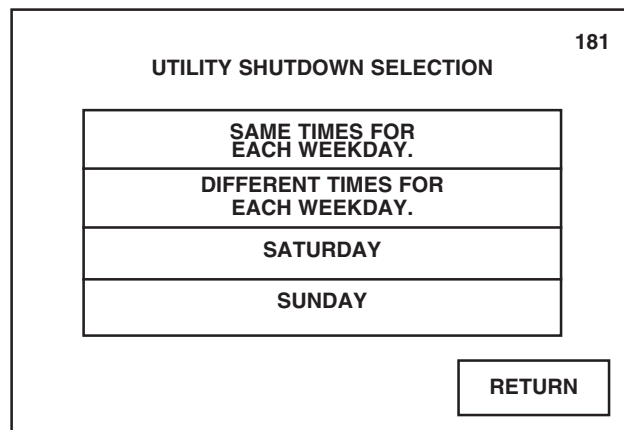 181
UTILITY SHUTDOWN SELECTION
SAME TIMES FOR
EACH WEEKDAY.
DIFFERENT TIMES FOR
EACH WEEKDAY.
SATURDAY
SUNDAY
RETURN